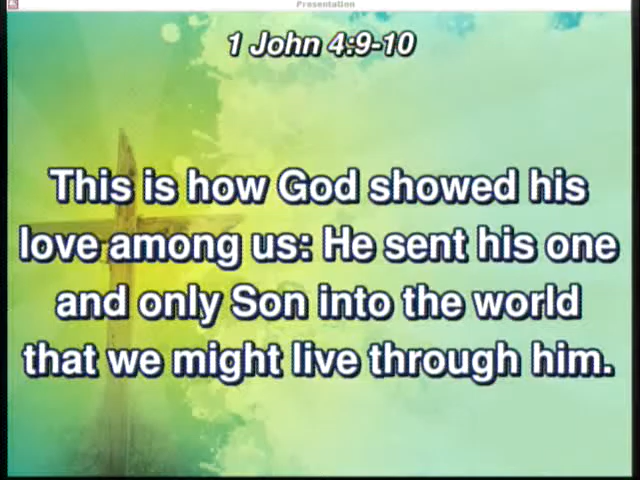 Presentation
1 John 4:9-10
This is how God showed his
love among us: He sent his one
and only Son into the world
that we might live through him.